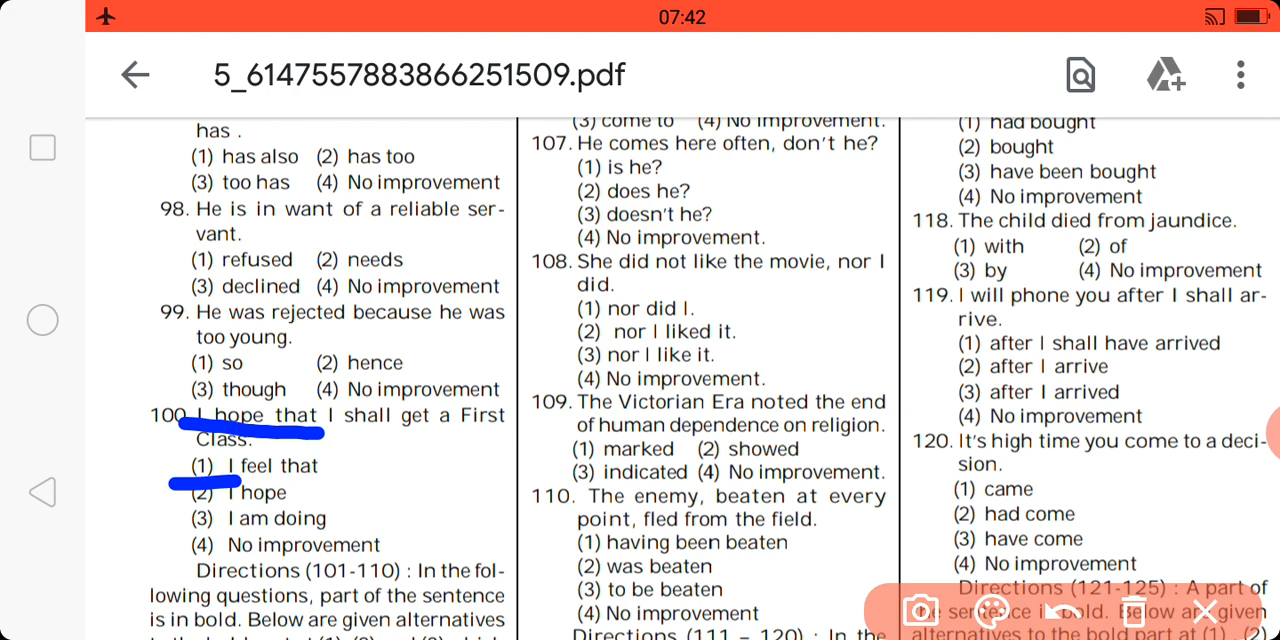 07:42
5_6147557883866251509.pdf
has .
(1) has also (2) has too
(3) too has (4) No improvement
98. He is in want of a reliable ser-
vant.
(1) refused (2) needs
(3) declined (4) No improvement
99. He was rejected because he was
too young.
(1) so (2) hence
(3) though (4) No improvement
100 I hope that I shall get a First
Class.
(1) I feel that
(2) I hope
(3) I am doing
(4) No improvement
Directions (101-110) : In the fol-
lowing questions, part of the sentence
is in bold. Below are given alternatives
(3) come to (4) No improvement.
107. He comes here often, don't he?
(1) is he?
(2) does he?
(3) doesn't he?
(4) No improvement.
108. She did not like the movie, nor I
did.
(1) nor did I.
(2) nor I liked it.
(3) nor I like it.
(4) No improvement.
109. The Victorian Era noted the end
of human dependence on religion.
(1) marked (2) showed
(3) indicated (4) No improvement.
110. The enemy, beaten at every
point, fled from the field.
(1) having been beaten
(2) was beaten
(3) to be beaten
(4) No improvement
Directions (111 – 120) : In the
(1) had bought
(2) bought
(3) have been bought
(4) No improvement
118. The child died from jaundice.
(1) with (2) of
(3) by (4) No improvement
119. I will phone you after I shall ar-
rive.
(1) after I shall have arrived
(2) after I arrive
(3) after I arrived
(4) No improvement
120. It's high time you come to a deci-
sion.
(1) came
(2) had come
(3) have come
(4) No improvement
Directions (121-125) : A part of
the sentence is bold. Below are given
alternatives to the bold part at (1), (2)